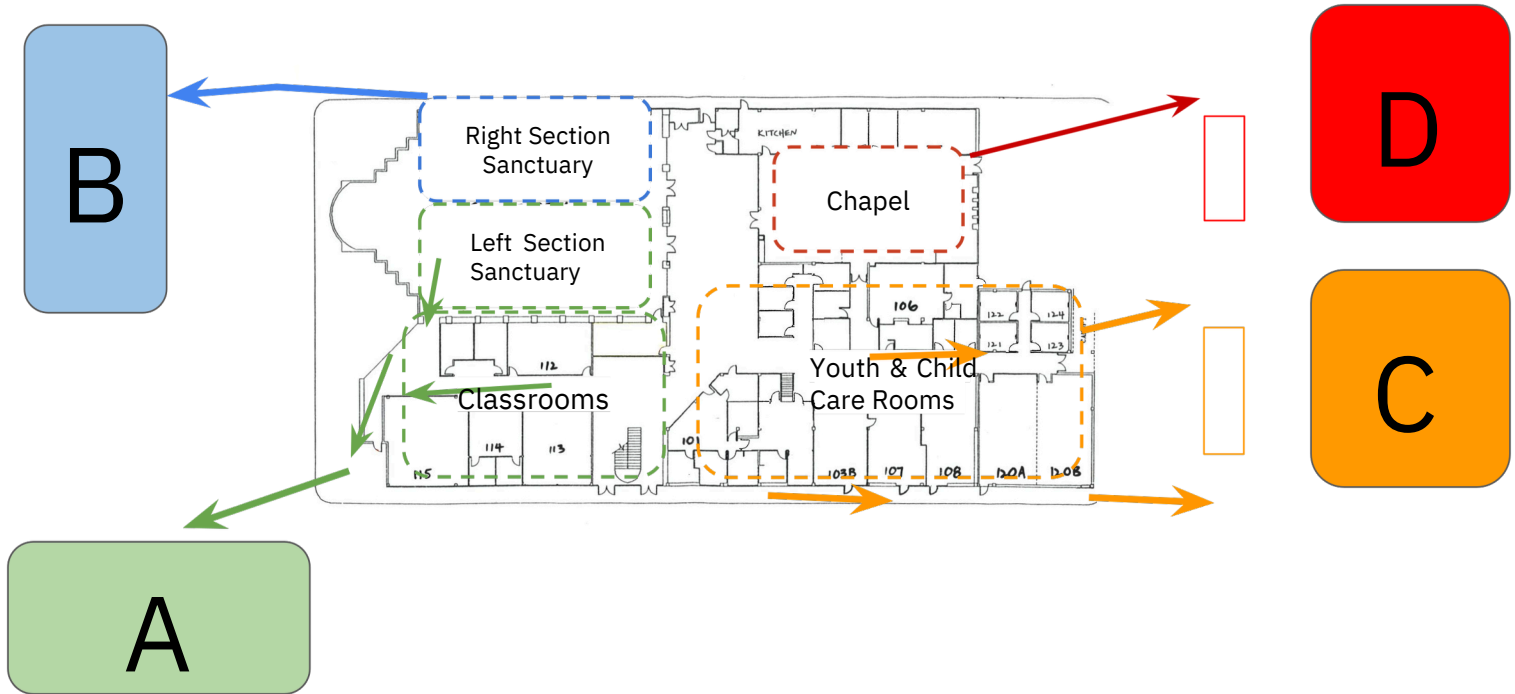 B
D
Right Section
Sanctuary
KITCHEN
Chapel
Left Section
Sanctuary
106
122
124
121
123
112
Youth & Child
Care Rooms
C
Classrooms
101
114
113
115
103B
107
108
120A
120B
A